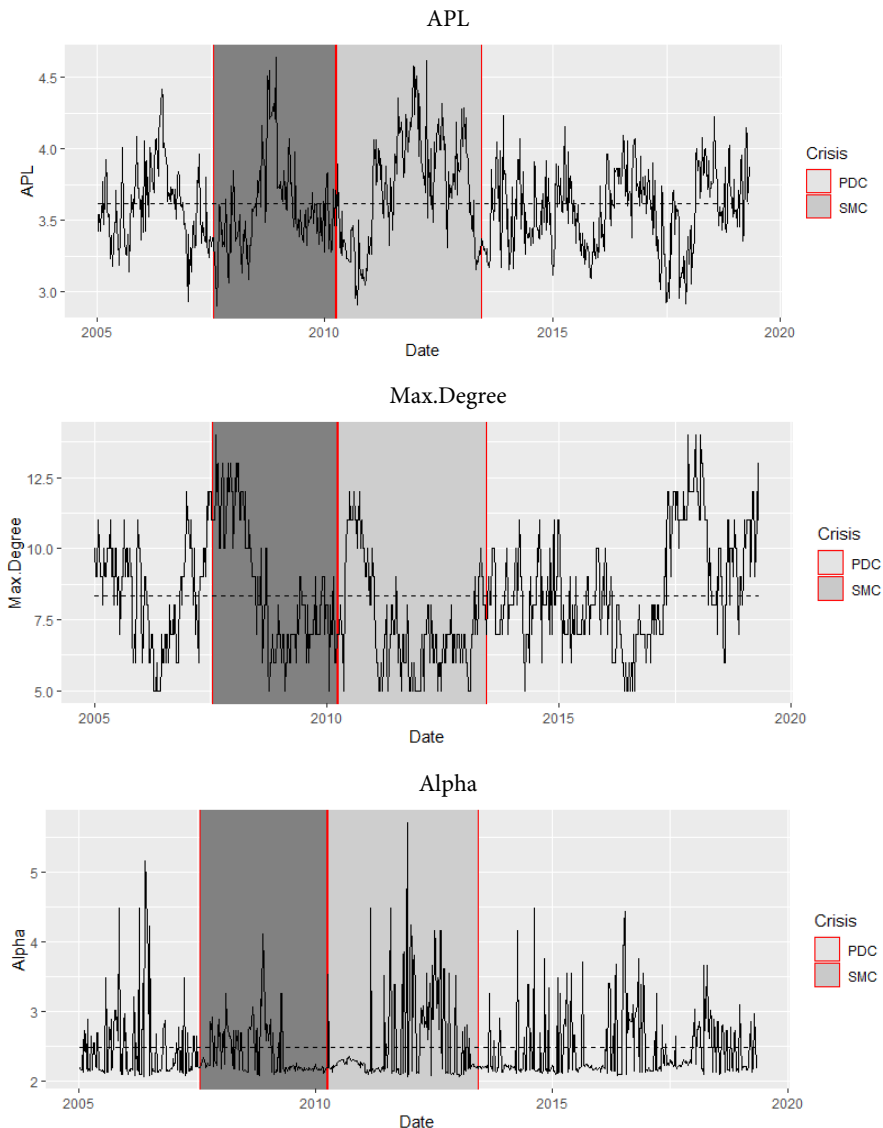 APL
4.5
4.0
3.5
3.0
APL
2005
2010
2015
2020
Date
Crisis
PDC
SMC
Max.Degree
12.5
10.0
7.5
5.0
Max.Degree
2005
2010
2015
2020
Date
Crisis
PDC
SMC
Alpha
5
4
3
2
Alpha
2005
2010
2015
2020
Date
Crisis
PDC
SMC